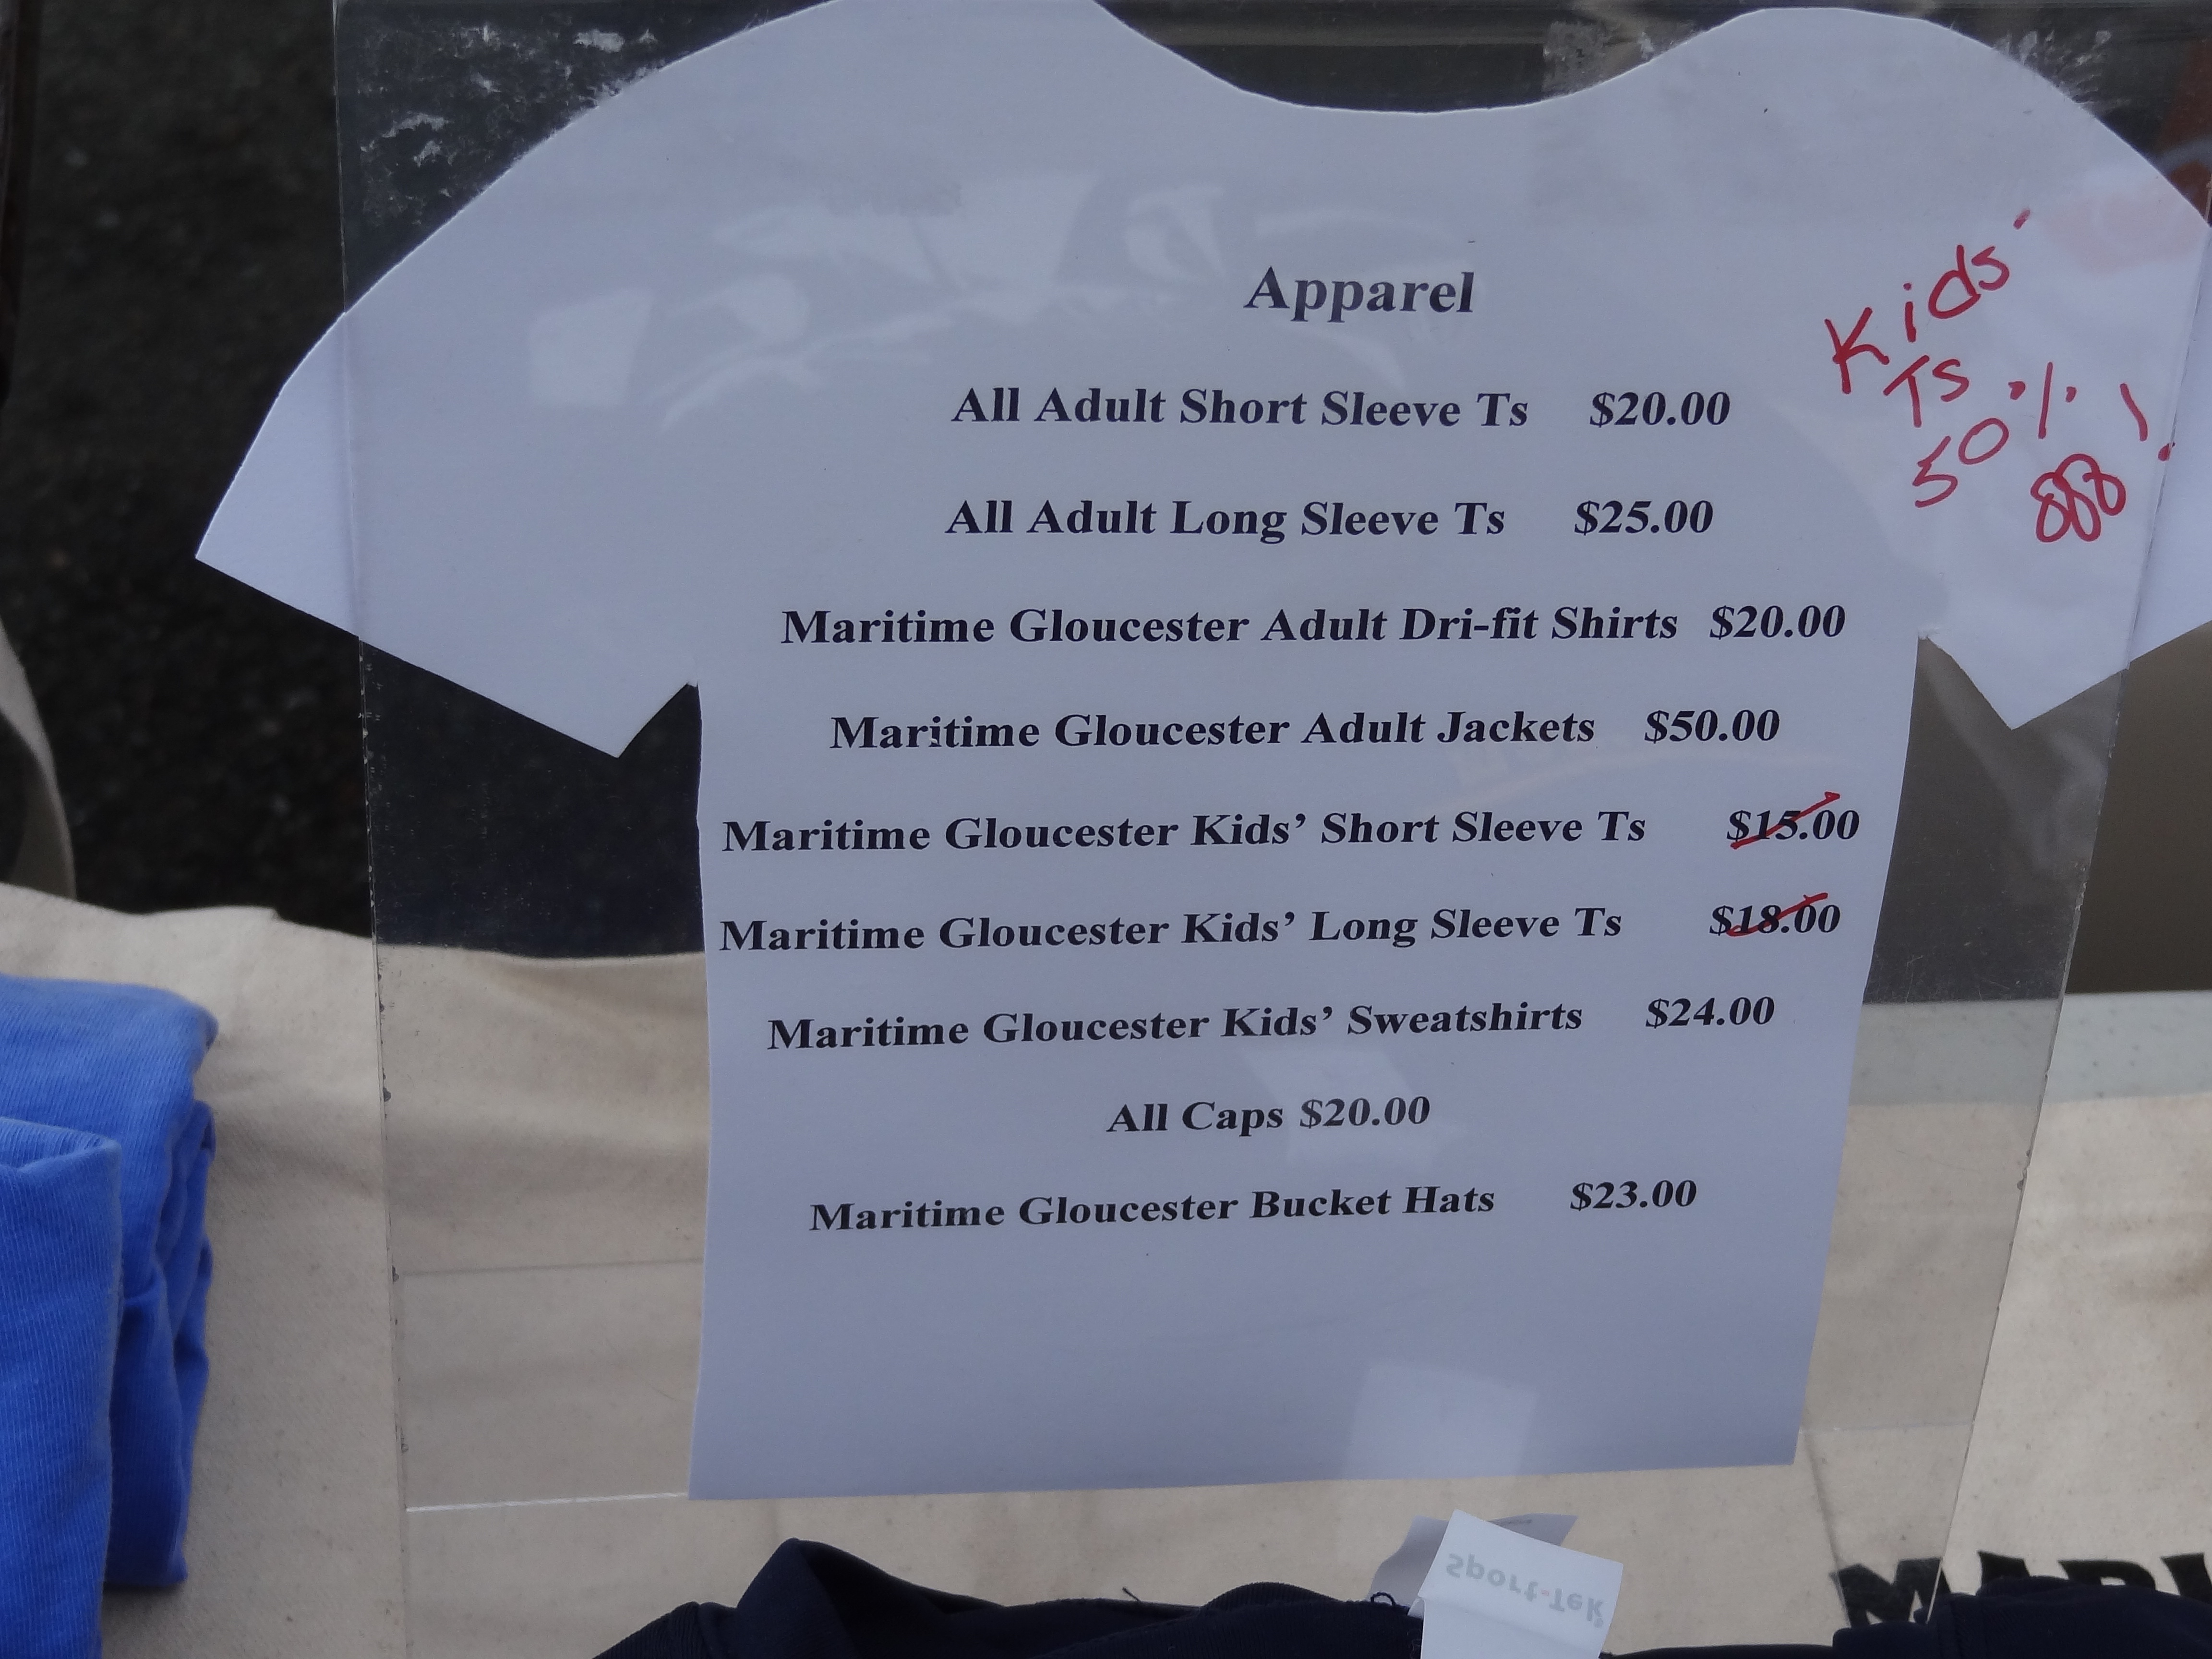 Apparel
All Adult Short Sleeve Ts $20.00
All Adult Long Sleeve Ts $25.00
Maritime Gloucester Adult Dri-fit Shirts $20.00
Maritime Gloucester Adult Jackets $50.00
Maritime Gloucester Kids’ Short Sleeve Ts $15.00
Maritime Gloucester Kids’ Long Sleeve Ts $18.00
Maritime Gloucester Kids’ Sweatshirts $24.00
All Caps $20.00
Maritime Gloucester Bucket Hats $23.00
Kids'
Ts
50% !
Sport-Tek
MARI